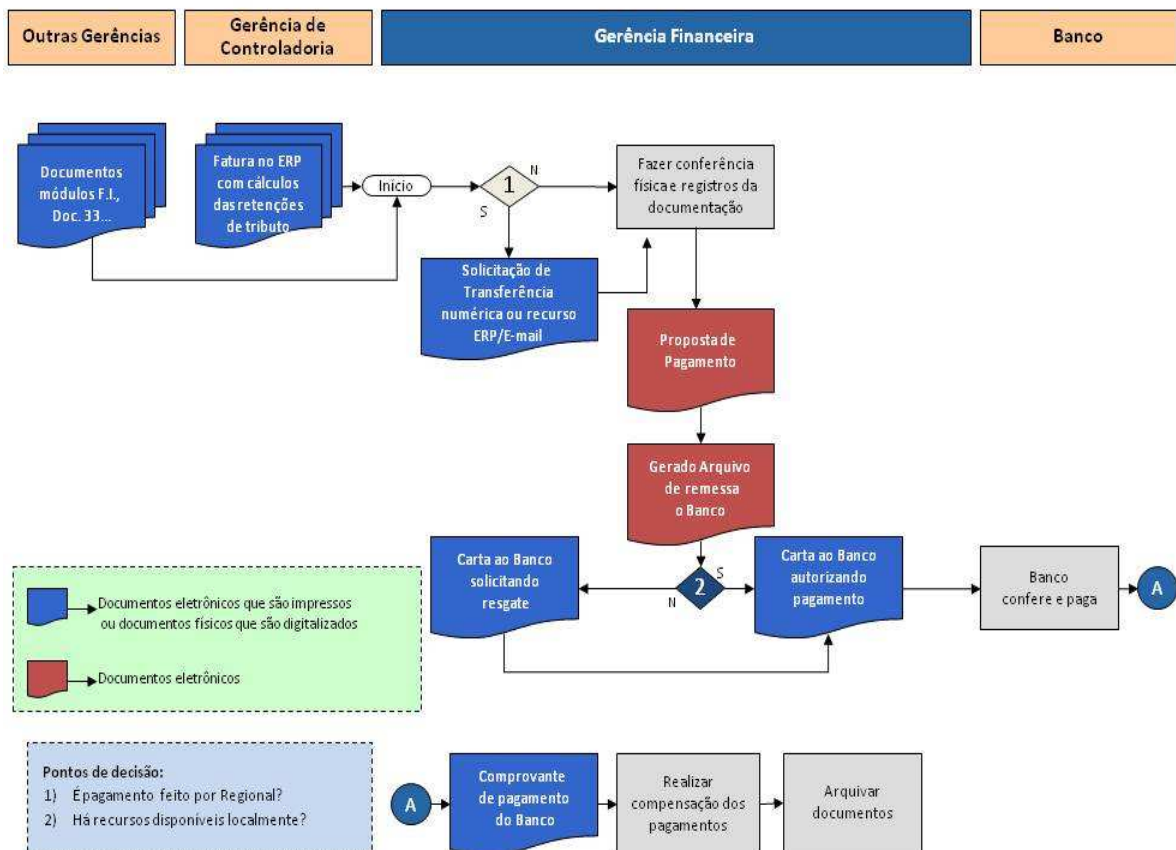 Outras Gerências
Gerência de
Controladoria
Gerência Financeira
Banco
Documentos
módulos F.I.,
Doc. 33...
Fatura no ERP
com cálculos
das retenções
de tributo
Início
1
N
S
Fazer conferência
física e registros da
documentação
Solicitação de
Transferência
numérica ou recurso
ERP/E-mail
Proposta de
Pagamento
Gerado Arquivo
de remessa
o Banco
Carta ao Banco
solicitando
resgate
N
2
S
Carta ao Banco
autorizando
pagamento
Banco
confere e paga
A
Documentos eletrônicos que são impressos
ou documentos físicos que são digitalizados
Documentos eletrônicos
Pontos de decisão:
1) É pagamento feito por Regional?
2) Há recursos disponíveis localmente?
A
Comprovante
de pagamento
do Banco
Realizar
compensação dos
pagamentos
Arquivar
documentos